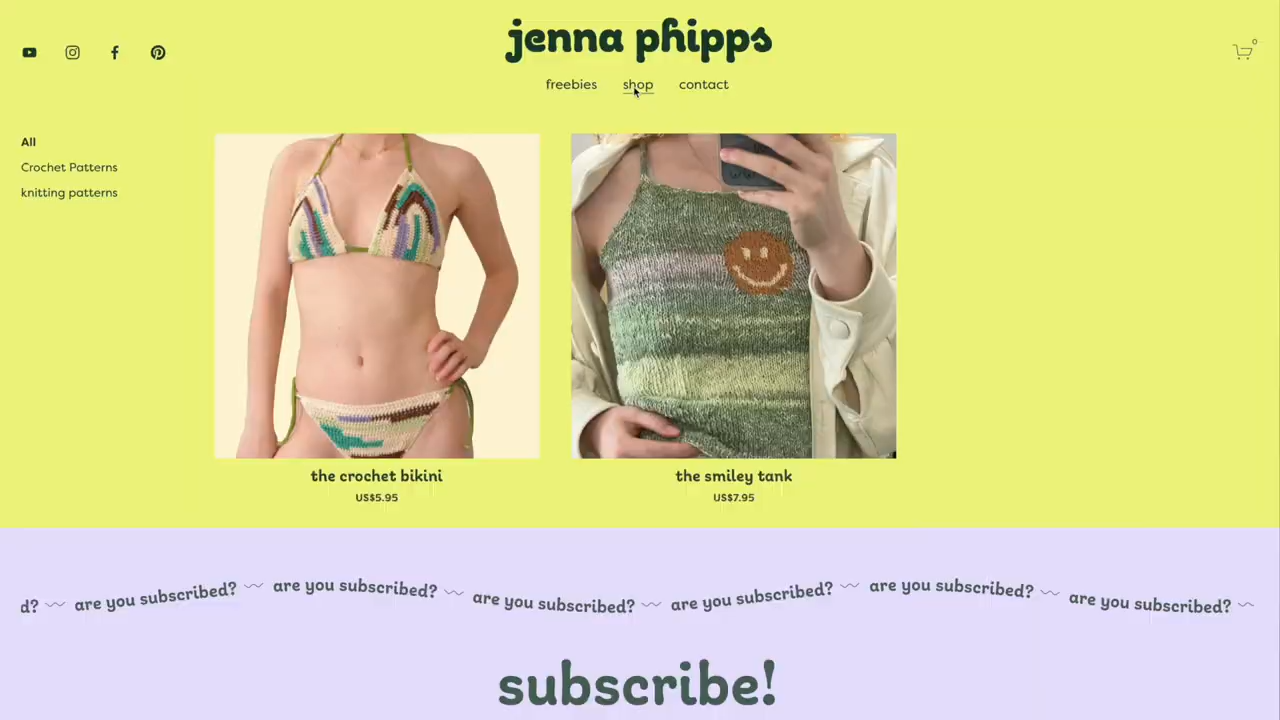 jenna phipps
0
freebies shop contact
All
Crochet Patterns
knitting patterns
the crochet bikini
US$5.95
the smiley tank
US$7.95
d? are you subscribed? are you subscribed? are you subscribed? are you subscribed? are you subscribed? are you subscribed?
subscribe!